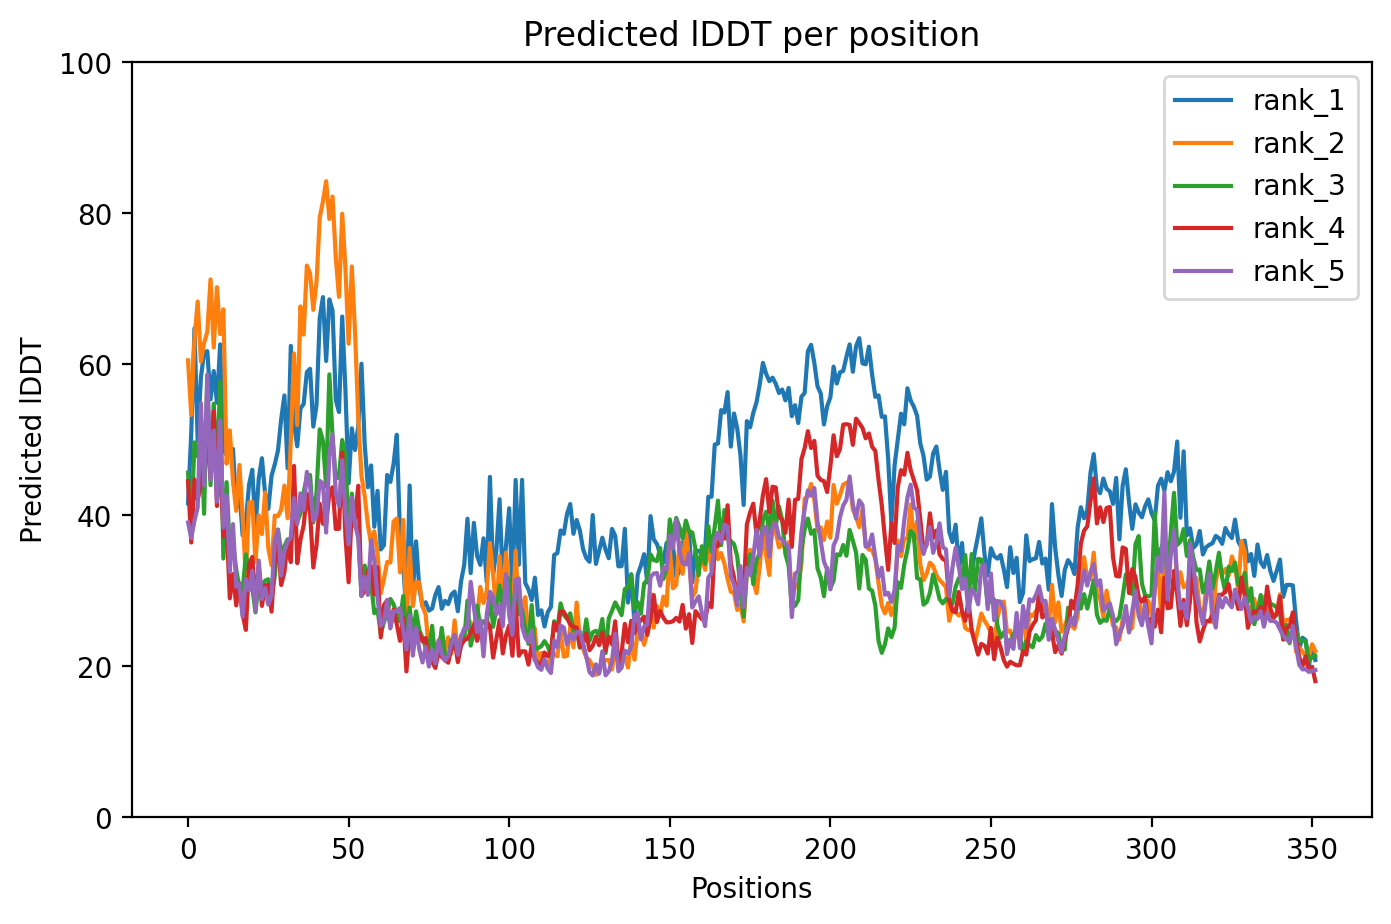 Predicted lDDT per position
100
80
60
40
20
0
Predicted lDDT
rank_1
rank_2
rank_3
rank_4
rank_5
0 50 100 150 200 250 300 350
Positions